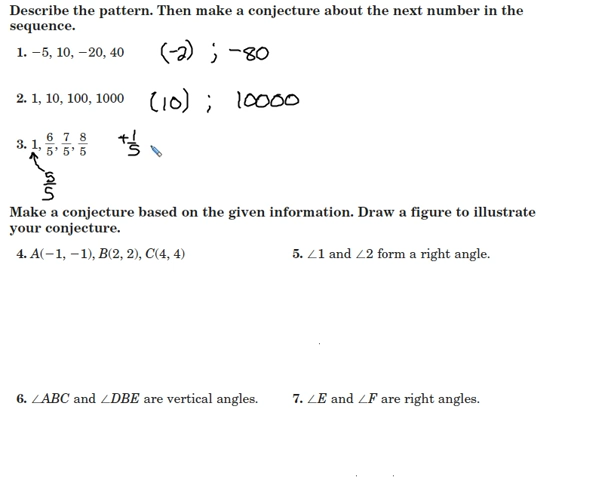 Describe the pattern. Then make a conjecture about the next number in the
sequence.
1. −5, 10, −20, 40 (-2) ; -80
2. 1, 10, 100, 1000 (10) ; 10000
3. 1, 6/5, 7/5, 8/5 +1/5
5/5
Make a conjecture based on the given information. Draw a figure to illustrate
your conjecture.
4. A(−1, −1), B(2, 2), C(4, 4) 5. ∠1 and ∠2 form a right angle.
6. ∠ABC and ∠DBE are vertical angles. 7. ∠E and ∠F are right angles.